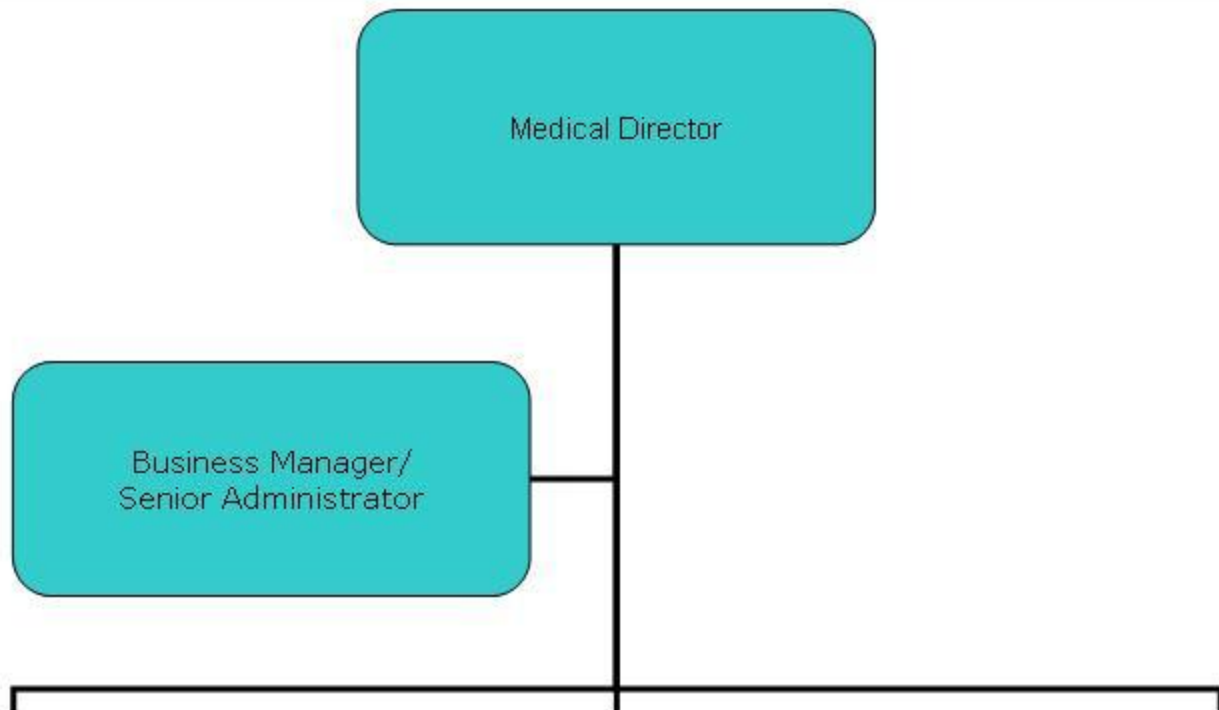 Medical Director
Business Manager/
Senior Administrator